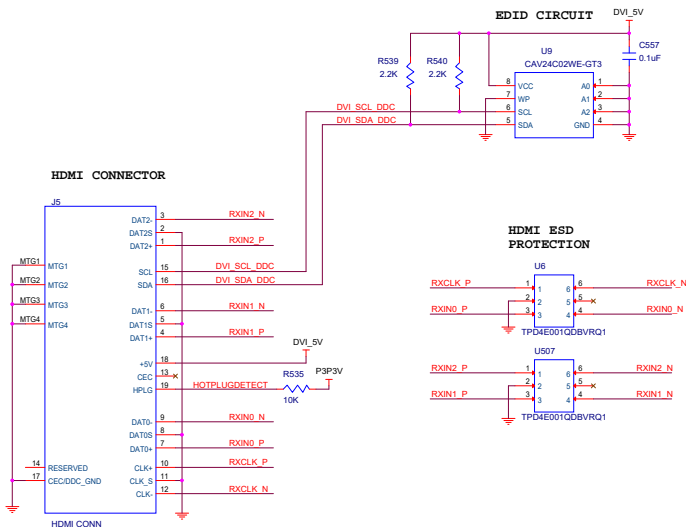 EDID CIRCUIT
DVI_5V
U9
CAV24C02WE-GT3
C557
0.1uF
R539
2.2K
R540
2.2K
8 VCC A0 1
7 WP A1 2
6 SCL A2 3
5 SDA GND 4
DVI_SCL_DDC
DVI_SDA_DDC
HDMI CONNECTOR
J5
DAT2- 3 RXIN2_N
DAT2S 2
DAT2+ 1 RXIN2_P
MTG1 MTG1
MTG2 MTG2
MTG3 MTG3
MTG4 MTG4
SCL 15 DVI_SCL_DDC
SDA 16 DVI_SDA_DDC
DAT1- 6 RXIN1_N
DAT1S 5
DAT1+ 4 RXIN1_P
DVI_5V
+5V 18
CEC 13
HPLG 19 HOTPLUGDETECT
R535
10K
P3P3V
DAT0- 9 RXIN0_N
DAT0S 8
DAT0+ 7 RXIN0_P
14 RESERVED CLK+ 10 RXCLK_P
17 CEC/DDC_GND CLK_S 11
CLK- 12 RXCLK_N
HDMI CONN
HDMI ESD
PROTECTION
U6
RXCLK_P 1 1 6 6 RXCLK_N
2 2 5 5
RXIN0_P 3 3 4 4 RXIN0_N
TPD4E001QDBVRQ1
U507
RXIN2_P 1 1 6 6 RXIN2_N
2 2 5 5
RXIN1_P 3 3 4 4 RXIN1_N
TPD4E001QDBVRQ1